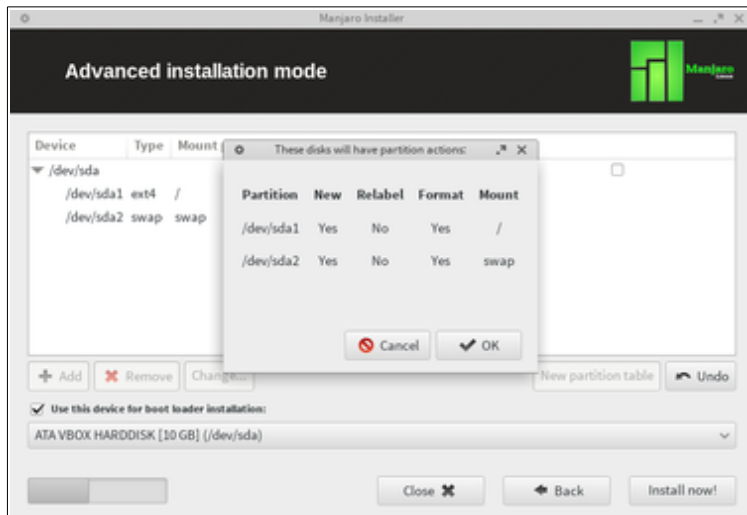 Manjaro Installer
Advanced installation mode
Manjaro
Device Type Mount
These disks will have partition actions:
/dev/sda
/dev/sda1 ext4 /
/dev/sda2 swap swap
Partition New Relabel Format Mount
/dev/sda1 Yes No Yes /
/dev/sda2 Yes No Yes swap
Cancel OK
Add Remove Change... New partition table Undo
Use this device for boot loader installation:
ATA VBOX HARDDISK [10 GB] (/dev/sda)
Close Back Install now!